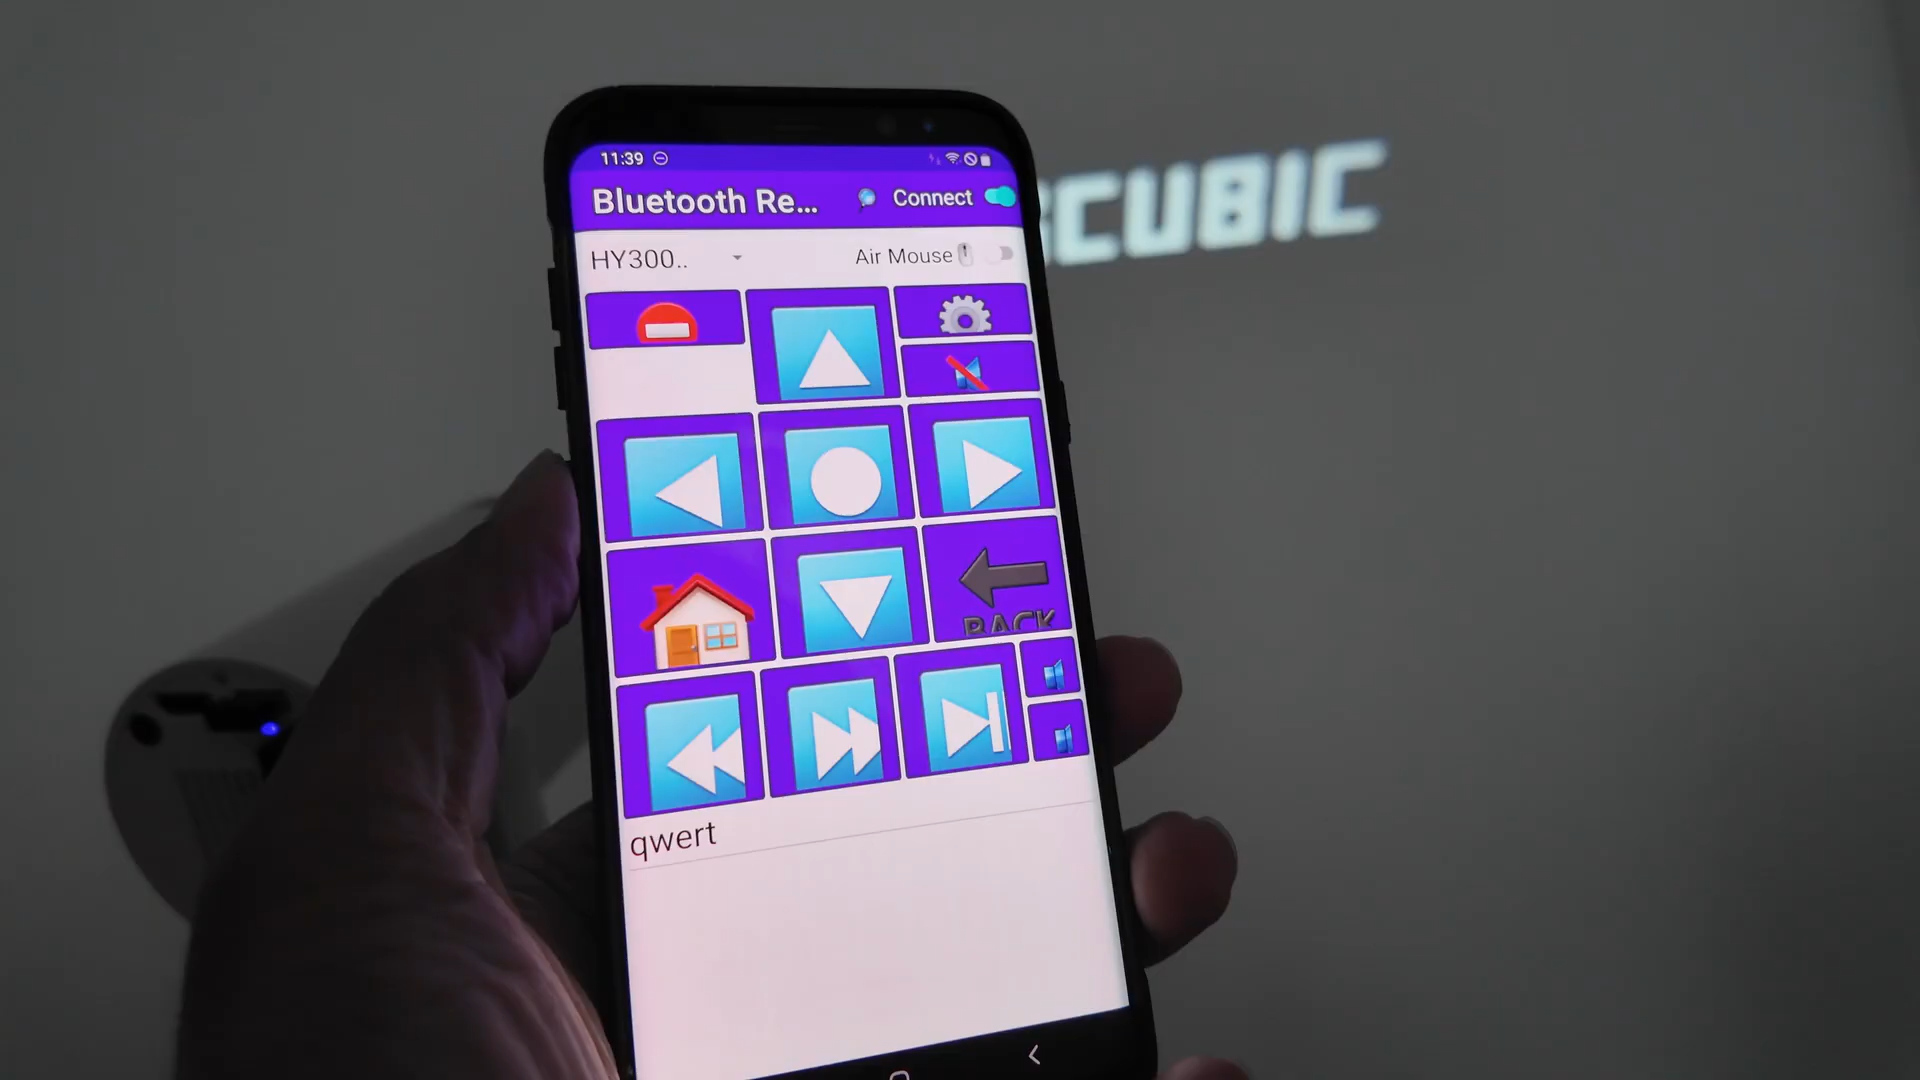 11:39
Bluetooth Re... Connect
HY300.. Air Mouse
BACK
qwert
CUBIC